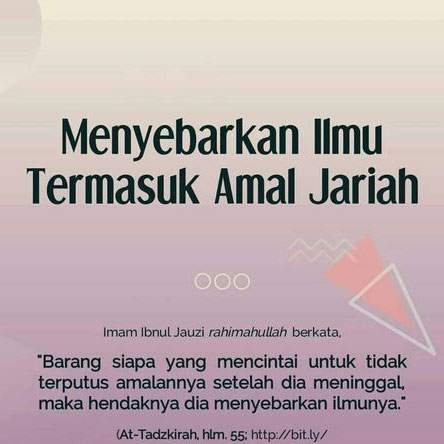 Menyebarkan Ilmu
Termasuk Amal Jariah
Imam Ibnul Jauzi rahimahullah berkata,
"Barang siapa yang mencintai untuk tidak
terputus amalannya setelah dia meninggal,
maka hendaknya dia menyebarkan ilmunya."
(At-Tadzkirah, hlm. 55; http://bit.ly/